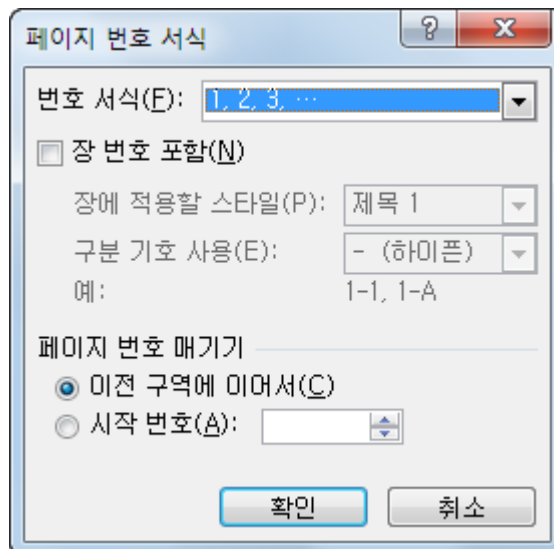 페이지 번호 서식
번호 서식(F): 1, 2, 3, …
장 번호 포함(N)
장에 적용할 스타일(P): 제목 1
구분 기호 사용(E): - (하이픈)
예: 1-1, 1-A
페이지 번호 매기기
이전 구역에 이어서(C)
시작 번호(A):
확인 취소